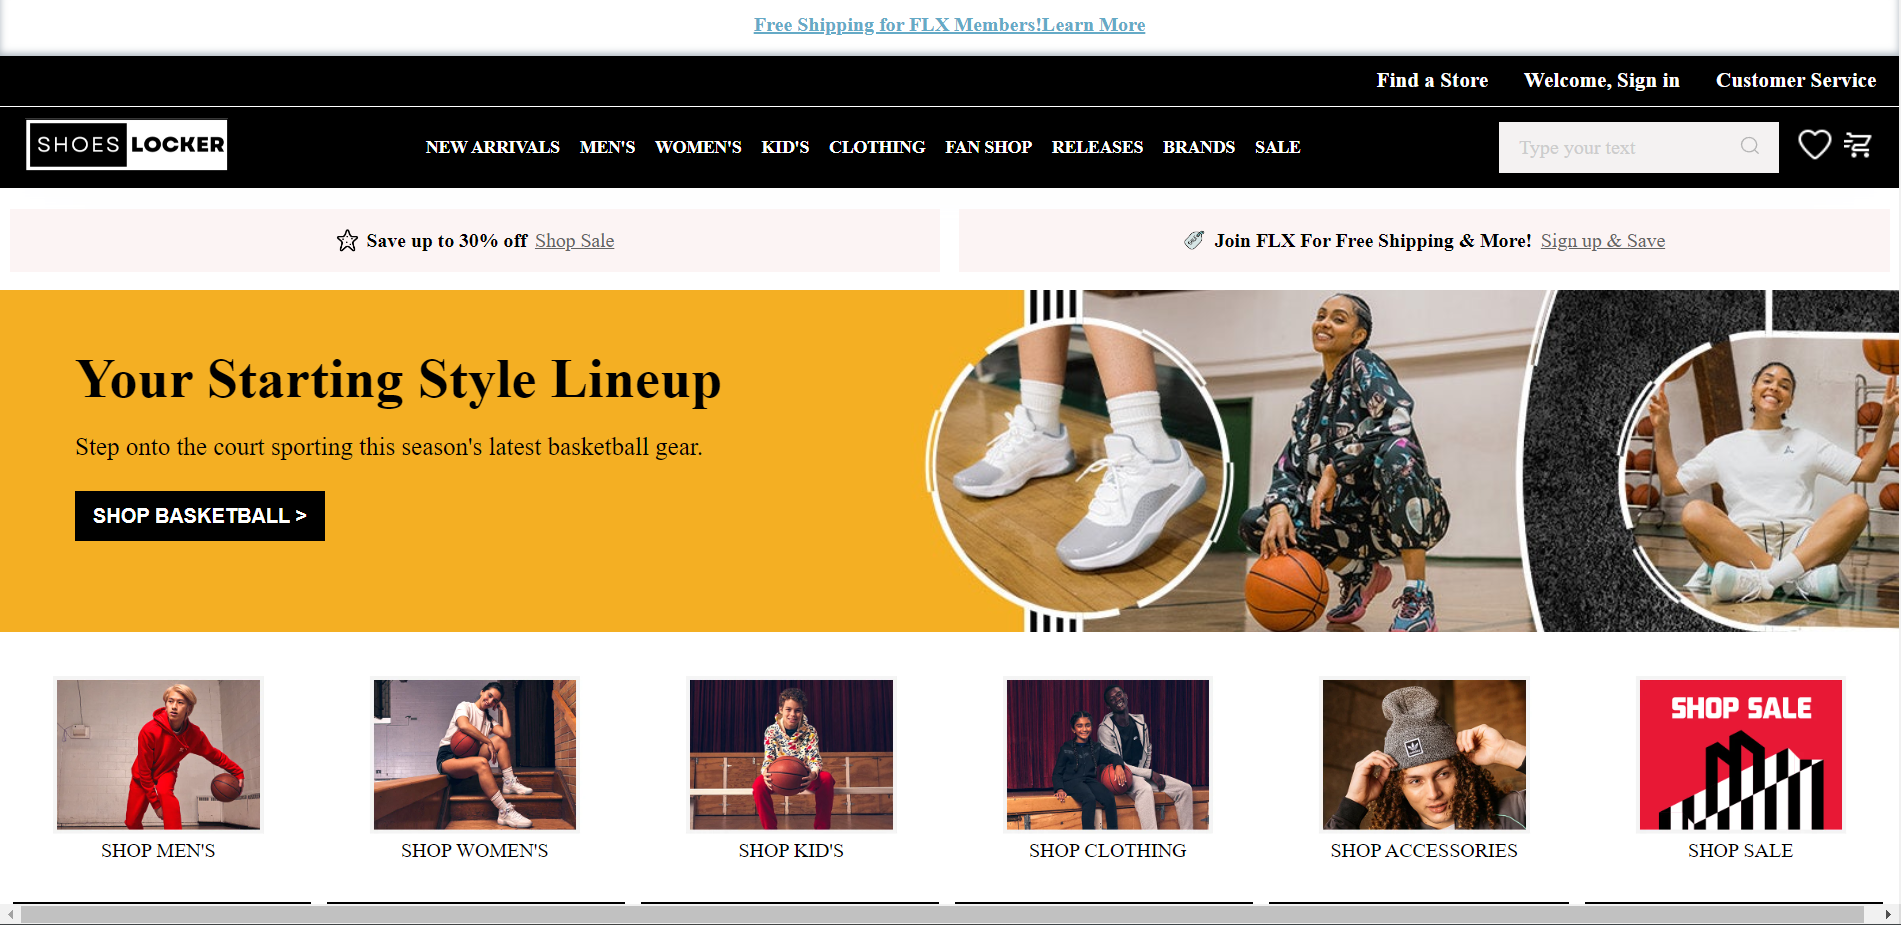 Free Shipping for FLX Members!Learn More
Find a Store Welcome, Sign in Customer Service
SHOES LOCKER NEW ARRIVALS MEN'S WOMEN'S KID'S CLOTHING FAN SHOP RELEASES BRANDS SALE Type your text
Save up to 30% off Shop Sale Join FLX For Free Shipping & More! Sign up & Save
Your Starting Style Lineup
Step onto the court sporting this season's latest basketball gear.
SHOP BASKETBALL >
SHOP SALE
SHOP MEN'S SHOP WOMEN'S SHOP KID'S SHOP CLOTHING SHOP ACCESSORIES SHOP SALE